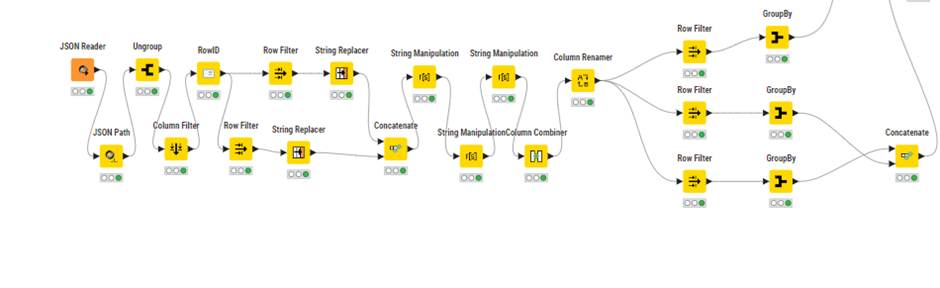 JSON Reader
Ungroup
RowID
Row Filter
String Replacer
String Manipulation
String Manipulation
Column Renamer
Row Filter
GroupBy
JSON Path
Column Filter
Row Filter
String Replacer
Concatenate
String Manipulation
Column Combiner
Row Filter
GroupBy
Concatenate
Row Filter
GroupBy